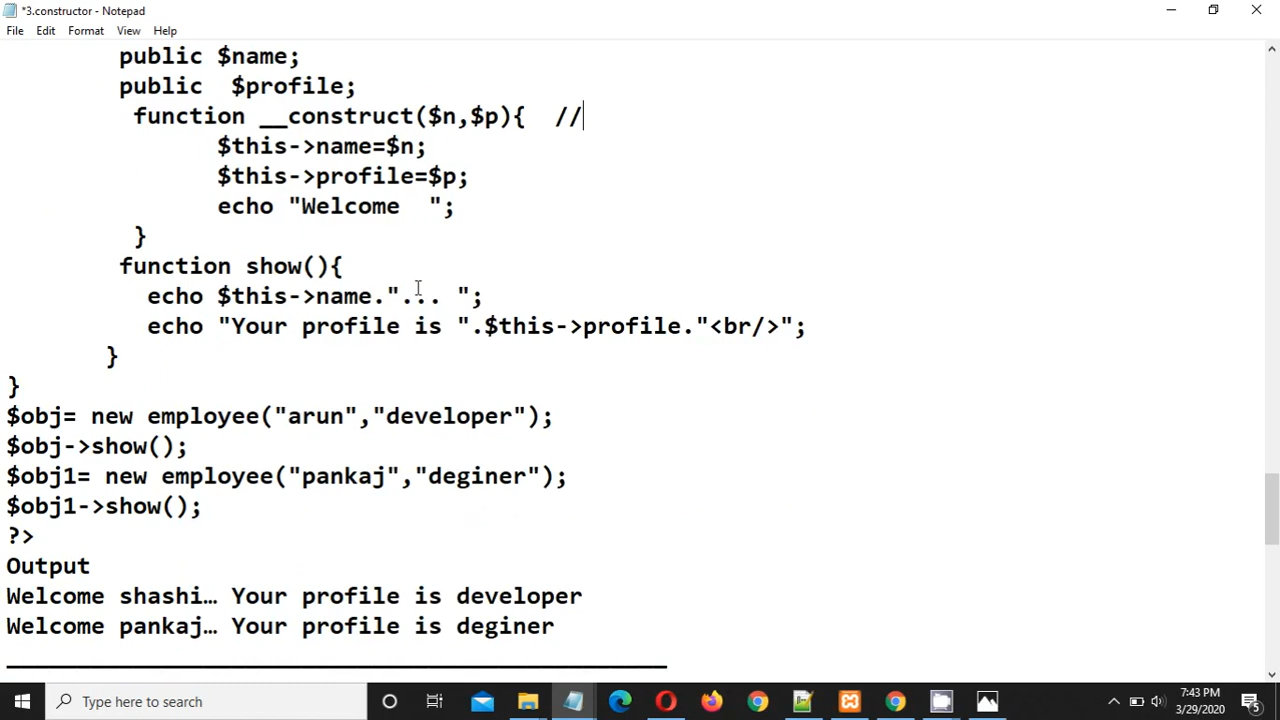 *3.constructor - Notepad
File Edit Format View Help
public $name;
public  $profile;
function __construct($n,$p){  //
$this->name=$n;
$this->profile=$p;
echo "Welcome  ";
}
function show(){
echo $this->name."... ";
echo "Your profile is ".$this->profile."<br/>";
}
}
$obj= new employee("arun","developer");
$obj->show();
$obj1= new employee("pankaj","deginer");
$obj1->show();
?>
Output
Welcome shashi… Your profile is developer
Welcome pankaj… Your profile is deginer
Type here to search
7:43 PM
3/29/2020
5